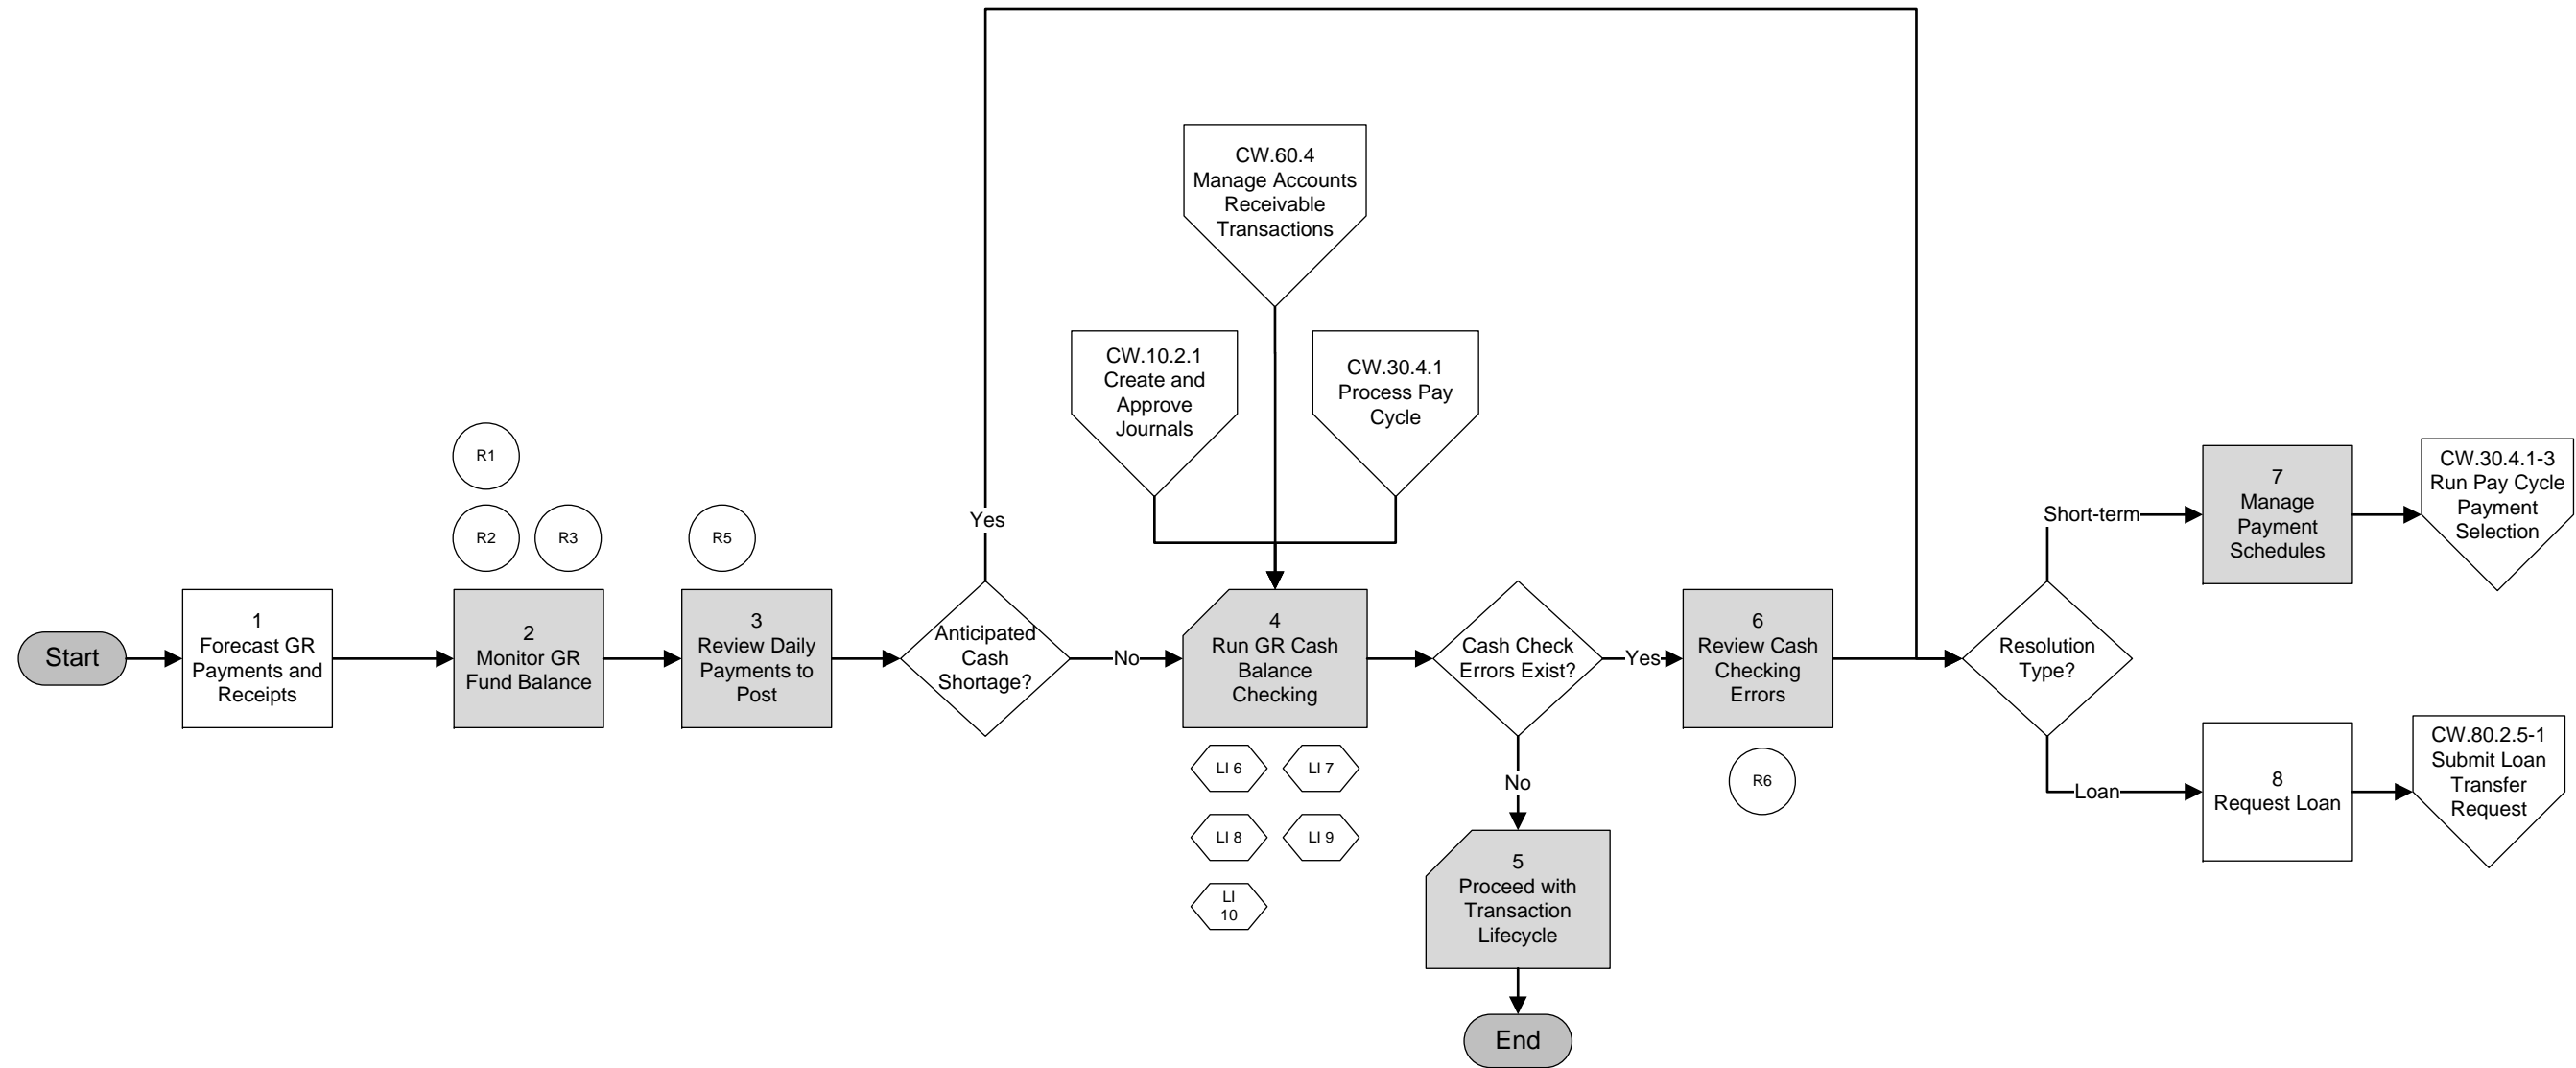 CW.60.4
Manage Accounts
Receivable
Transactions
CW.10.2.1
Create and
Approve
Journals
CW.30.4.1
Process Pay
Cycle
R1
R2
R3
R5
Yes
Start
1
Forecast GR
Payments and
Receipts
2
Monitor GR
Fund Balance
3
Review Daily
Payments to
Post
Anticipated
Cash
Shortage?
No
4
Run GR Cash
Balance
Checking
LI 6
LI 7
LI 8
LI 9
LI
10
Cash Check
Errors Exist?
Yes
No
5
Proceed with
Transaction
Lifecycle
End
6
Review Cash
Checking
Errors
R6
Resolution
Type?
Short-term
7
Manage
Payment
Schedules
CW.30.4.1-3
Run Pay Cycle
Payment
Selection
Loan
8
Request Loan
CW.80.2.5-1
Submit Loan
Transfer
Request